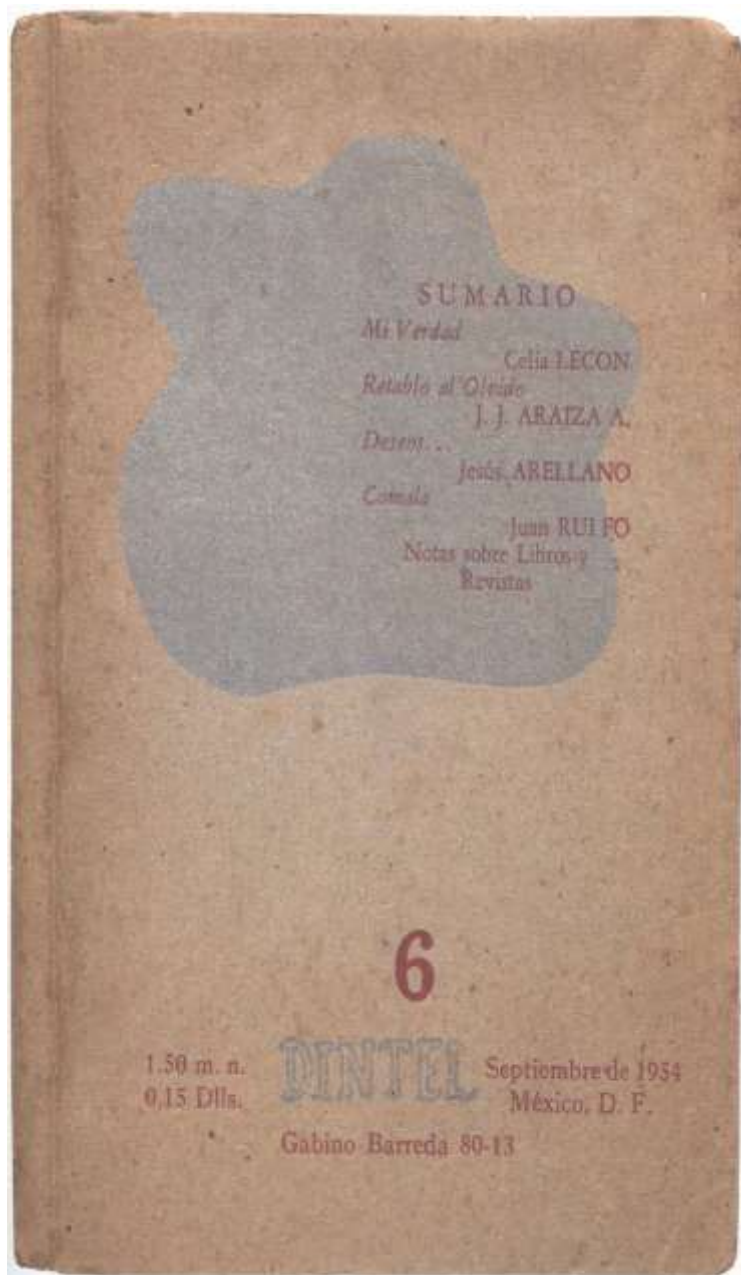 SUMARIO
Mi Verdad
Celia LECON
Retablo al Olvido
J. J. ARAIZA A.
Deseos...
Jesús ARELLANO
Comala
Juan RULFO
Notas sobre Libros y
Revistas
6
1.50 m. n.
0.15 Dlls.
DINTEL
Septiembre de 1954
México, D. F.
Gabino Barreda 80-13